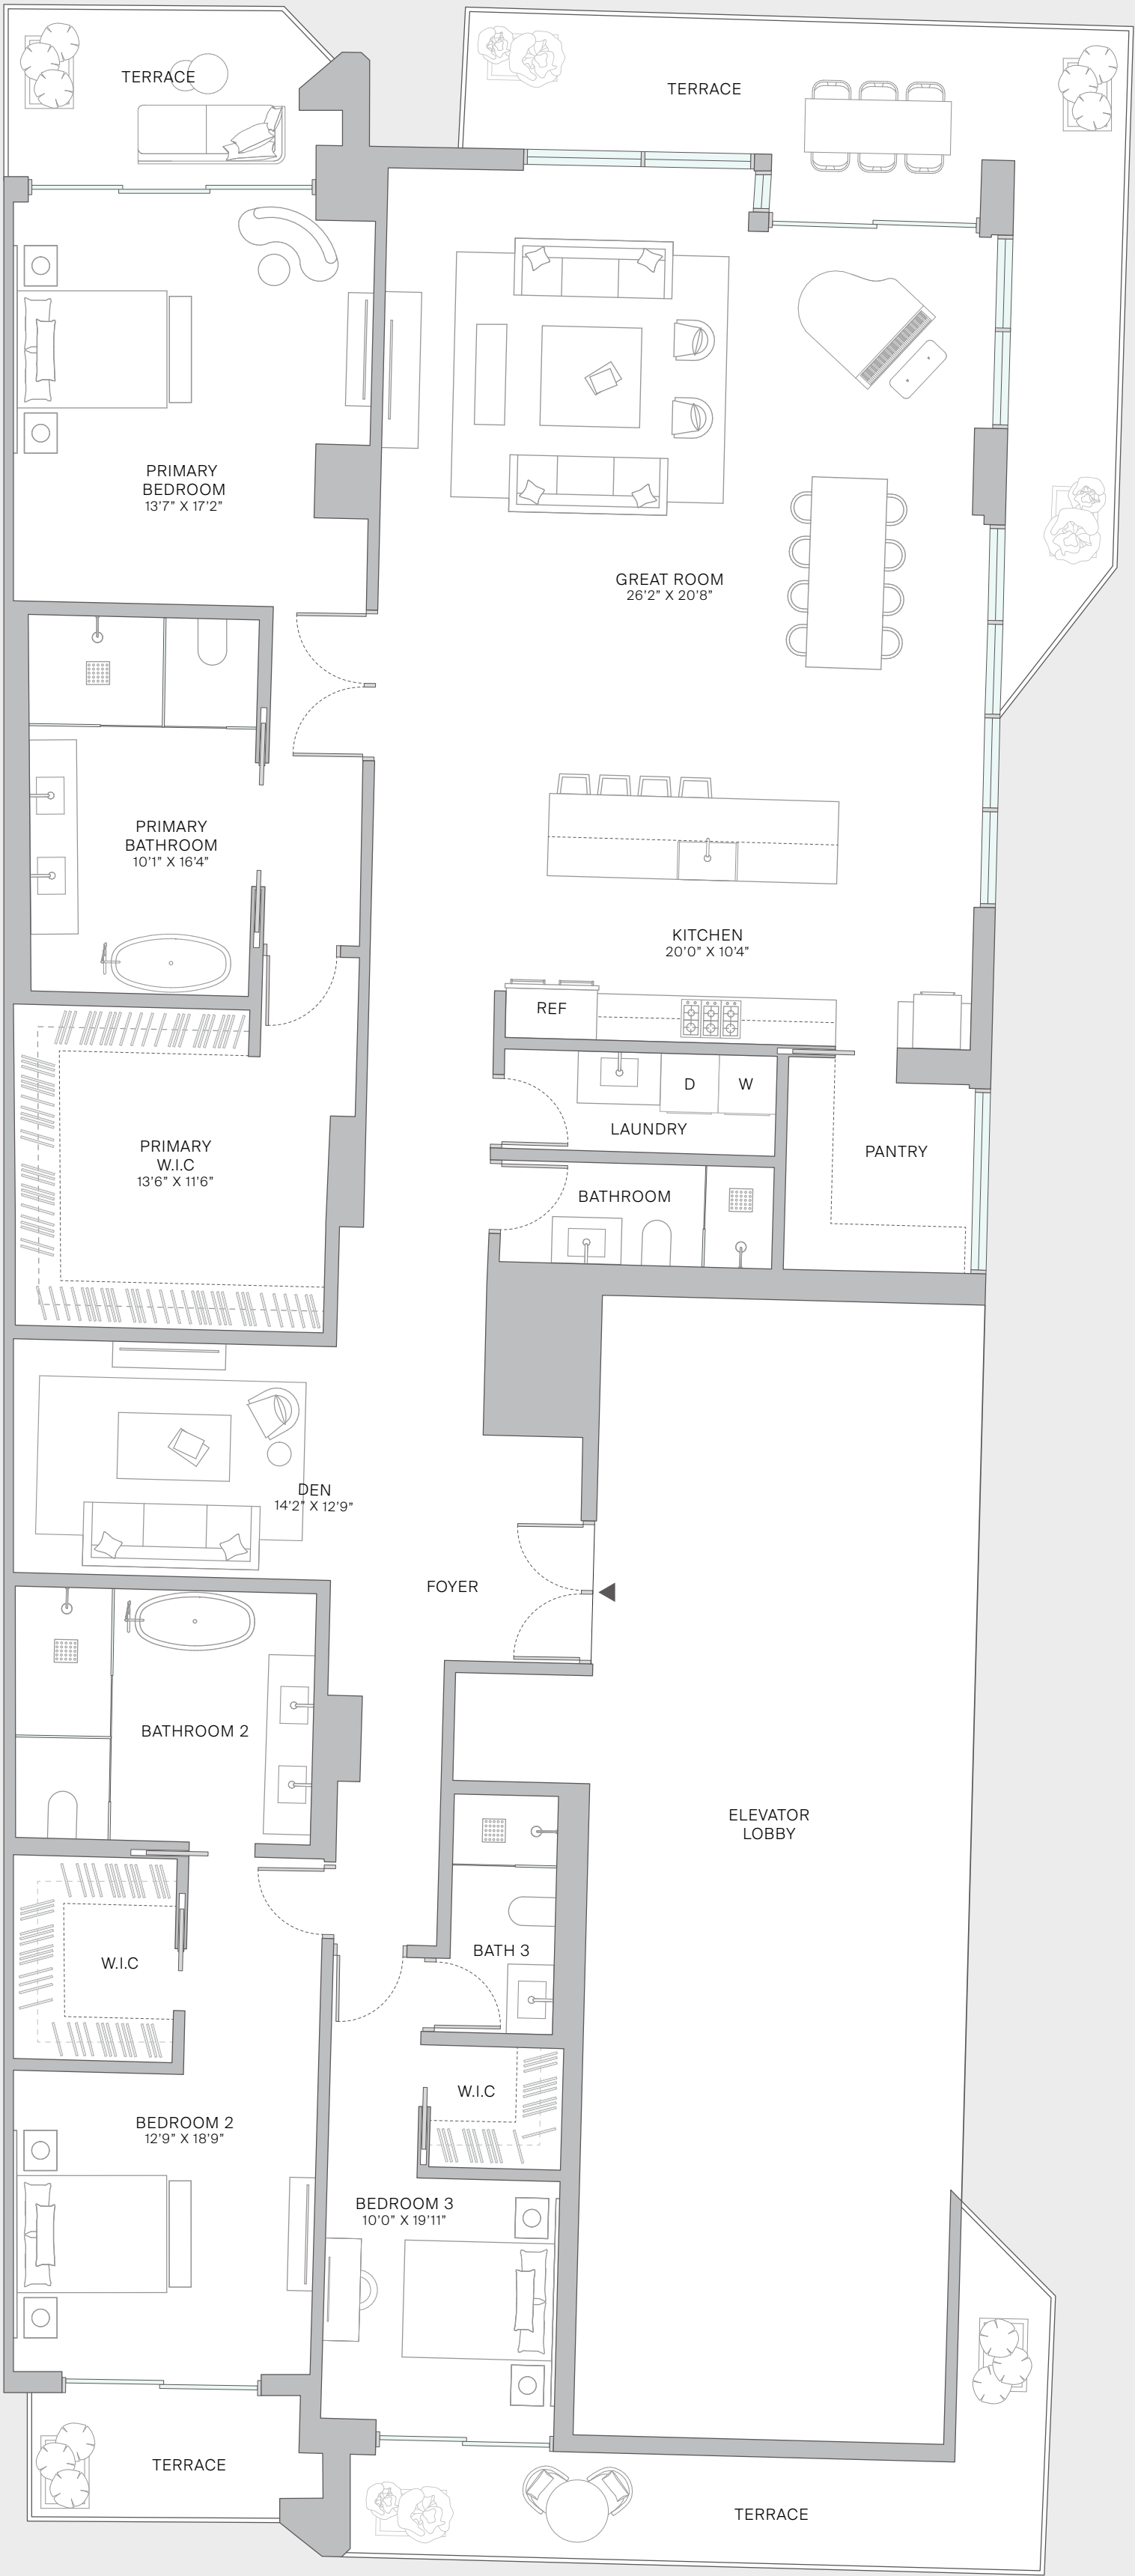 TERRACE
TERRACE
PRIMARY
BEDROOM
13'7" X 17'2"
GREAT ROOM
26'2" X 20'8"
PRIMARY
BATHROOM
10'1" X 16'4"
KITCHEN
20'0" X 10'4"
REF
D
W
LAUNDRY
PANTRY
PRIMARY
W.I.C
13'6" X 11'6"
BATHROOM
DEN
14'2" X 12'9"
FOYER
BATHROOM 2
ELEVATOR
LOBBY
BATH 3
W.I.C
W.I.C
BEDROOM 2
12'9" X 18'9"
BEDROOM 3
10'0" X 19'11"
TERRACE
TERRACE